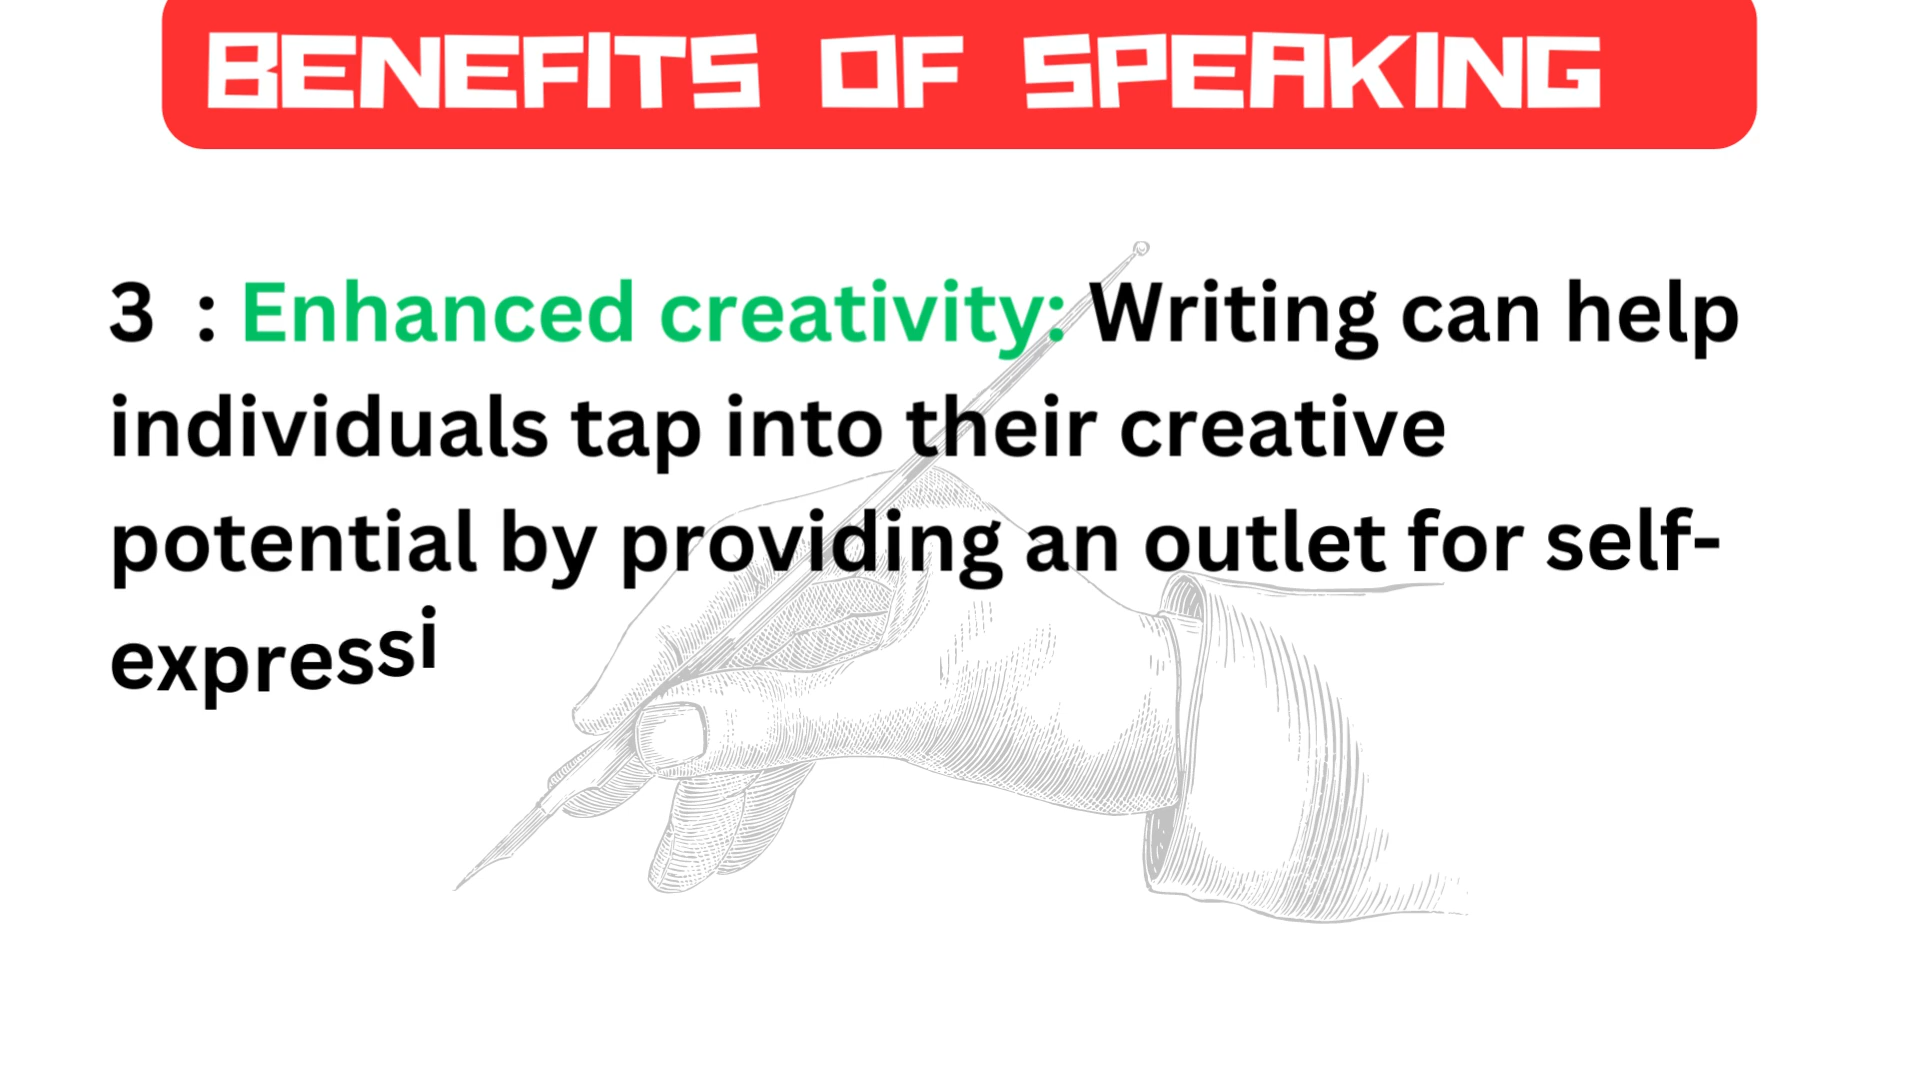 BENEFITS OF SPEAKING
3 : Enhanced creativity: Writing can help
individuals tap into their creative
potential by providing an outlet for self-
expressi